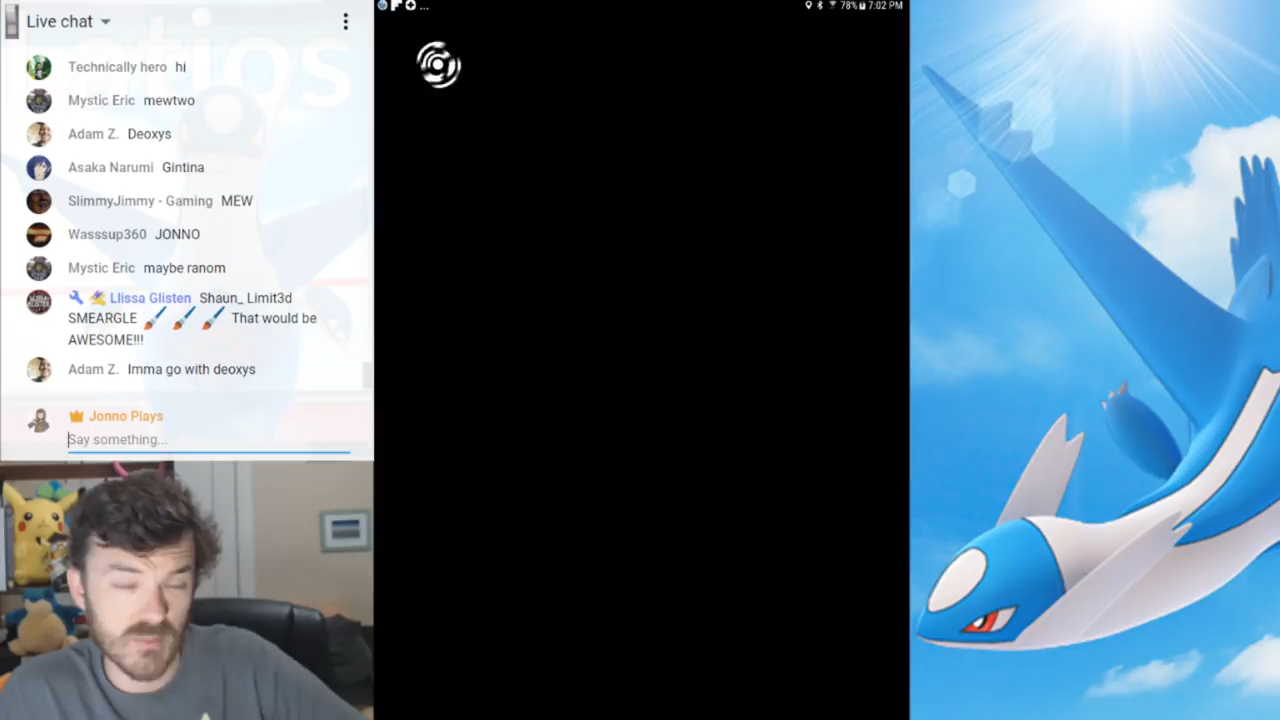 Live chat
Technically hero hi
Mystic Eric mewtwo
Adam Z. Deoxys
Asaka Narumi Gintina
SlimmyJimmy - Gaming MEW
Wasssup360 JONNO
Mystic Eric maybe ranom
Llissa Glisten Shaun_ Limit3d
SMEARGLE That would be
AWESOME!!!
Adam Z. Imma go with deoxys
Jonno Plays
Say something...
... 78% 7:02 PM